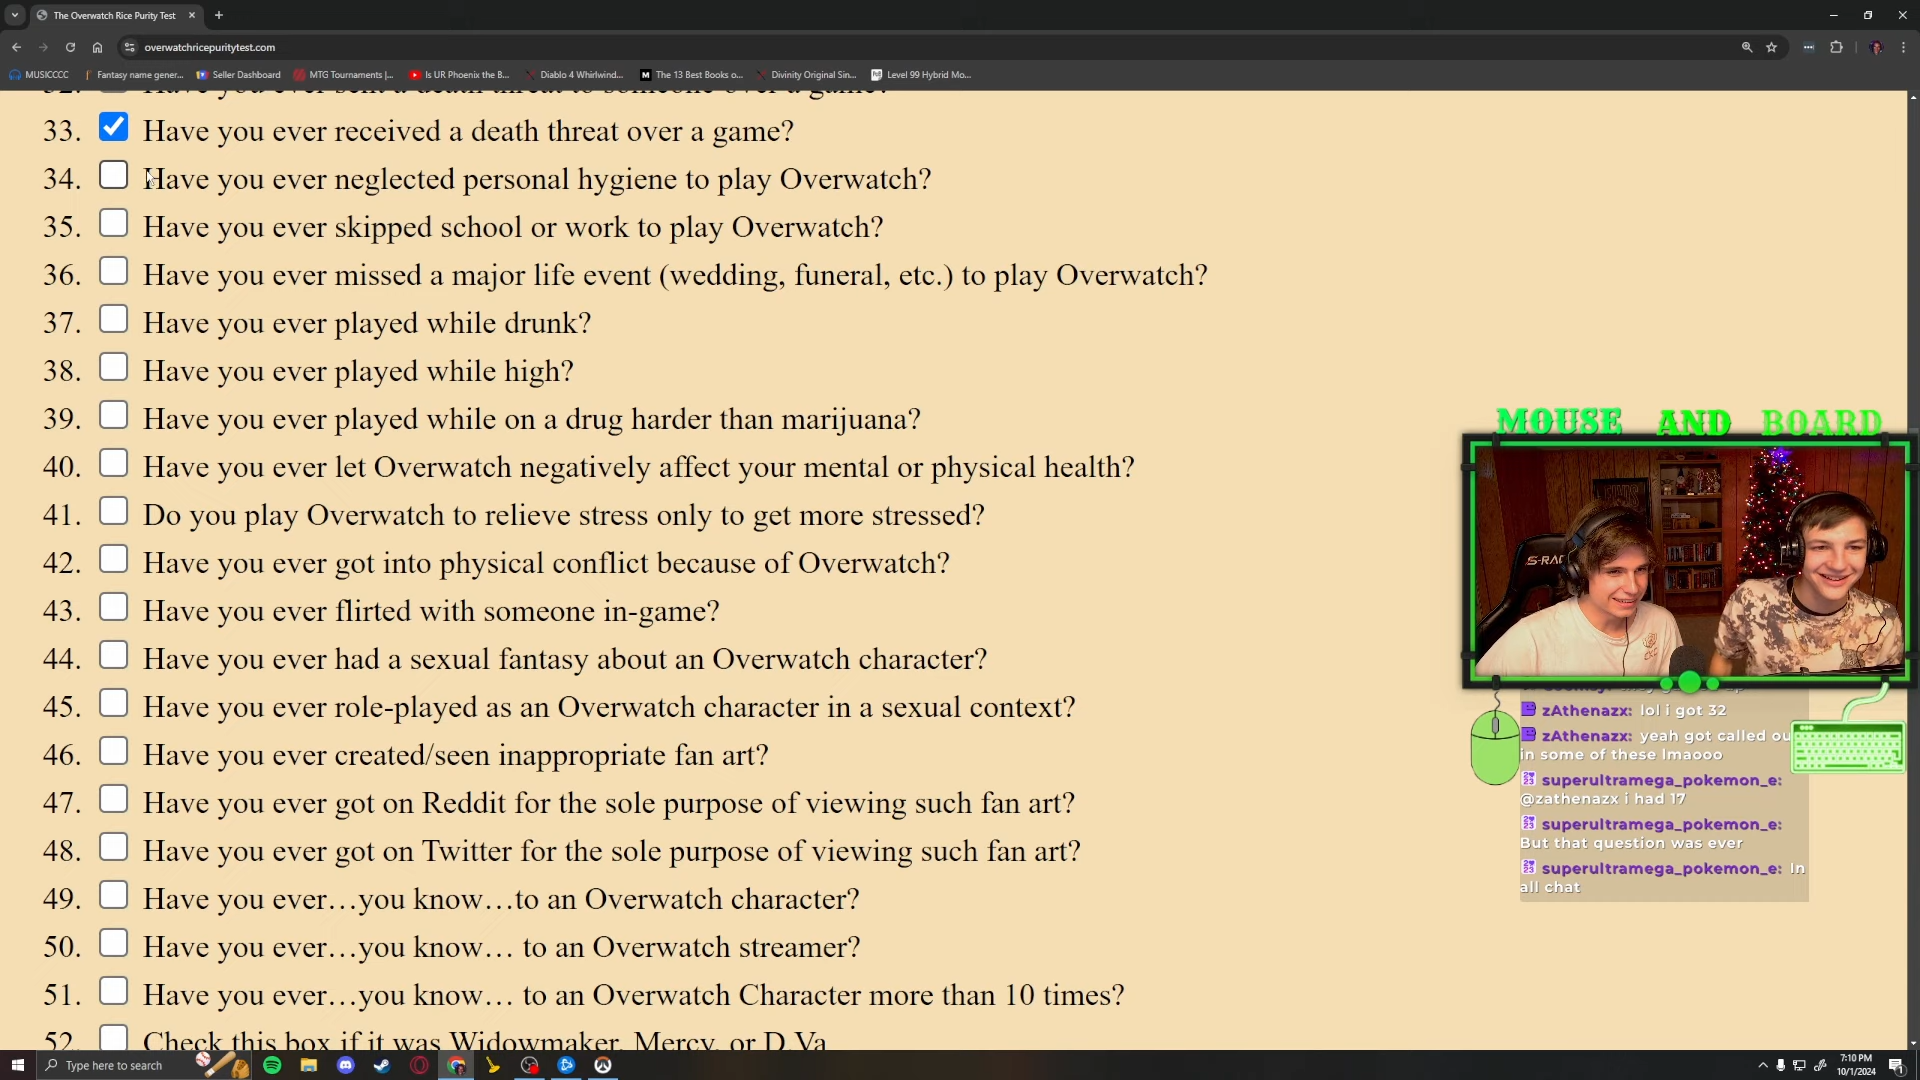 The Overwatch Rice Purity Test
overwatchricepuritytest.com
MUSICCCC
Fantasy name gener...
Seller Dashboard
MTG Tournaments |...
Is UR Phoenix the B...
Diablo 4 Whirlwind...
The 13 Best Books o...
Divinity Original Sin...
Level 99 Hybrid Mo...
32. Have you ever sent a death threat to someone over a game?
33. Have you ever received a death threat over a game?
34. Have you ever neglected personal hygiene to play Overwatch?
35. Have you ever skipped school or work to play Overwatch?
36. Have you ever missed a major life event (wedding, funeral, etc.) to play Overwatch?
37. Have you ever played while drunk?
38. Have you ever played while high?
39. Have you ever played while on a drug harder than marijuana?
40. Have you ever let Overwatch negatively affect your mental or physical health?
41. Do you play Overwatch to relieve stress only to get more stressed?
42. Have you ever got into physical conflict because of Overwatch?
43. Have you ever flirted with someone in-game?
44. Have you ever had a sexual fantasy about an Overwatch character?
45. Have you ever role-played as an Overwatch character in a sexual context?
46. Have you ever created/seen inappropriate fan art?
47. Have you ever got on Reddit for the sole purpose of viewing such fan art?
48. Have you ever got on Twitter for the sole purpose of viewing such fan art?
49. Have you ever…you know…to an Overwatch character?
50. Have you ever…you know… to an Overwatch streamer?
51. Have you ever…you know… to an Overwatch Character more than 10 times?
52. Check this box if it was Widowmaker, Mercy, or D.Va
MOUSE AND BOARD
S-RAC
zAthenazx: lol i got 32
zAthenazx: yeah got called ou
in some of these lmaooo
superultramega_pokemon_e:
@zathenazx i had 17
superultramega_pokemon_e:
But that question was ever
superultramega_pokemon_e: In
all chat
Type here to search
7:10 PM
10/1/2024